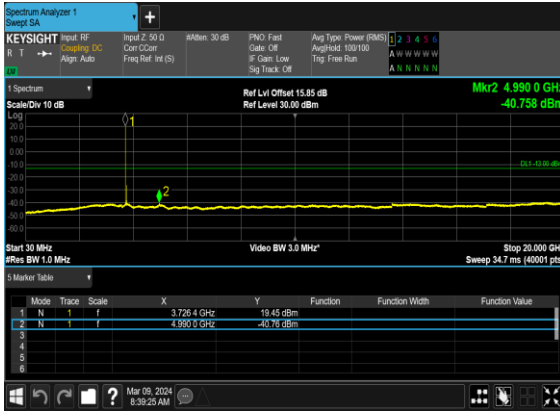 Spectrum Analyzer 1
Swept SA
+
KEYSIGHT Input: RF Input Z: 50 Ω #Atten: 30 dB PNO: Fast Avg Type: Power (RMS) 1 2 3 4 5 6
R T Coupling: DC Corr CCorr Gate: Off Avg|Hold: 100/100 A W W W W W
Align: Auto Freq Ref: Int (S) IF Gain: Low Trig: Free Run
Sig Track: Off A N N N N N
1 Spectrum Ref Lvl Offset 15.85 dB Mkr2 4.990 0 GHz
Scale/Div 10 dB Ref Level 30.00 dBm -40.758 dBm
Log
1
20.0
10.0
0.00
-10.0
DL1 -13.00 dBm
-20.0
-30.0
2
-40.0
-50.0
-60.0
Start 30 MHz Video BW 3.0 MHz* Stop 20.000 GHz
#Res BW 1.0 MHz Sweep 34.7 ms (40001 pts)
5 Marker Table
Mode Trace Scale X Y Function Function Width Function Value
1 N 1 f 3.726 4 GHz 19.45 dBm
2 N 1 f 4.990 0 GHz -40.76 dBm
3
4
5
6
? Mar 09, 2024
8:39:25 AM